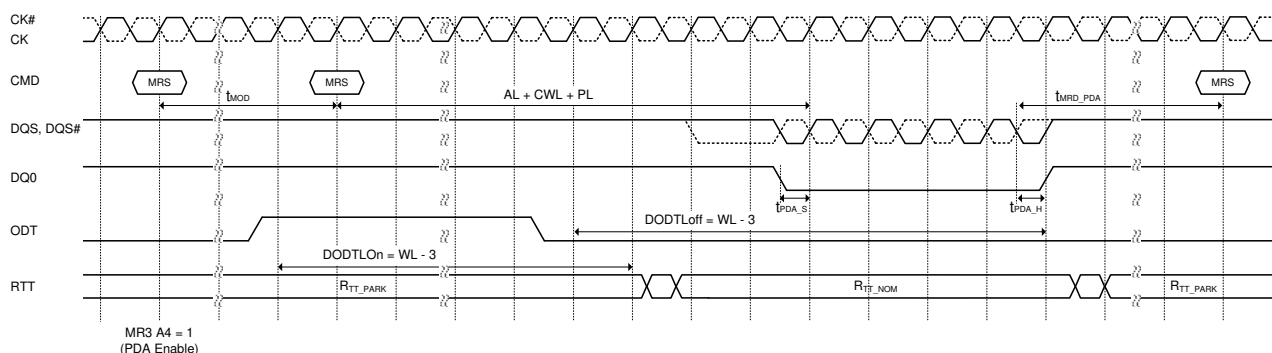 CK#
CK
CMD MRS MRS MRS
tMOD AL + CWL + PL tMRD_PDA
DQS, DQS#
DQ0
tPDA_S tPDA_H
ODT DODTLoff = WL - 3
DODTLOn = WL - 3
RTT RTT_PARK RTT_NOM RTT_PARK
MR3 A4 = 1
(PDA Enable)